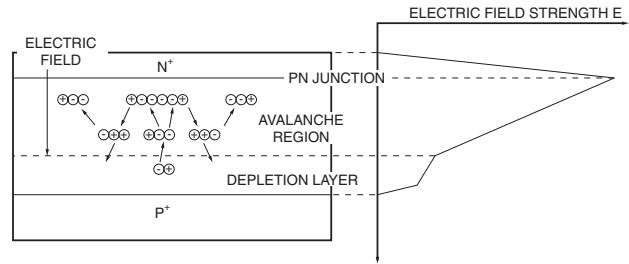 ELECTRIC FIELD STRENGTH E
ELECTRIC
FIELD
N+
PN JUNCTION
⊕⊖⊖ ⊕⊖⊖⊖⊖⊕ ⊖⊖⊕
AVALANCHE
REGION
⊖⊕⊕ ⊕⊖⊖ ⊕⊕⊖
⊖⊕
DEPLETION LAYER
P+